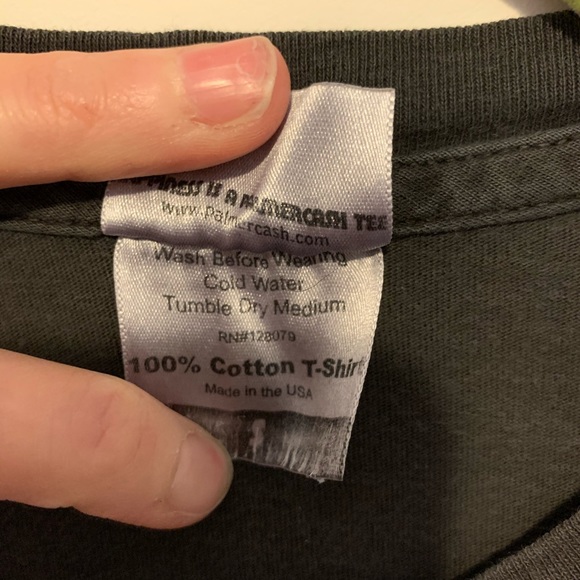 IS A PALMERCASH TEE
www.palmercash.com
Wash Before Wearing
Cold Water
Tumble Dry Medium
RN#128079
100% Cotton T-Shirt
Made in the USA